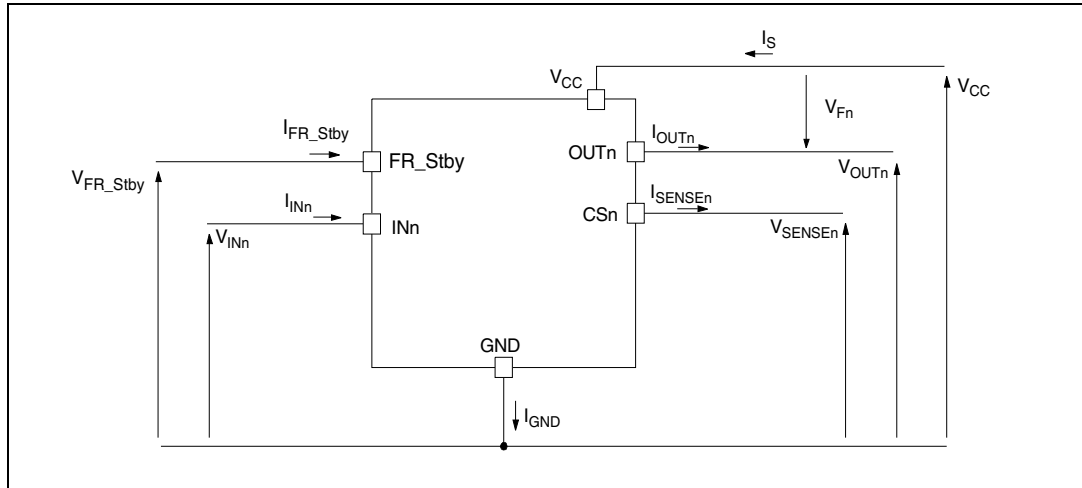 I_S
V_CC
V_CC
V_Fn
I_FR_Stby
I_OUTn
FR_Stby
OUTn
V_FR_Stby
V_OUTn
I_INn
I_SENSEn
INn
CSn
V_INn
V_SENSEn
GND
I_GND